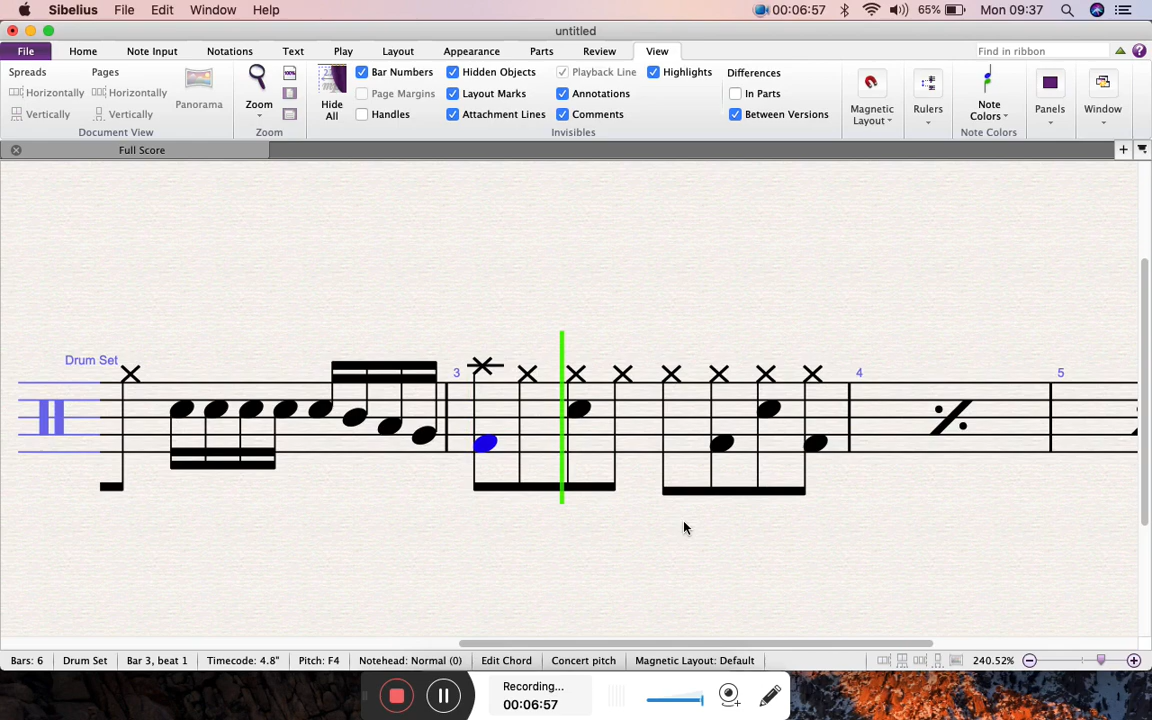 Sibelius File Edit Window Help 00:06:57 65% Mon 09:37
untitled
File Home Note Input Notations Text Play Layout Appearance Parts Review View Find in ribbon
Spreads Pages Bar Numbers Hidden Objects Playback Line Highlights Differences
Horizontally Horizontally Panorama Zoom 100% Hide All Page Margins Layout Marks Annotations In Parts Magnetic Layout Rulers Note Colors Panels Window
Vertically Vertically Handles Attachment Lines Comments Between Versions
Document View Zoom Invisibles Note Colors
Full Score
Drum Set 3 4 5
Bars: 6 Drum Set Bar 3, beat 1 Timecode: 4.8" Pitch: F4 Notehead: Normal (0) Edit Chord Concert pitch Magnetic Layout: Default 240.52%
Recording...
00:06:57